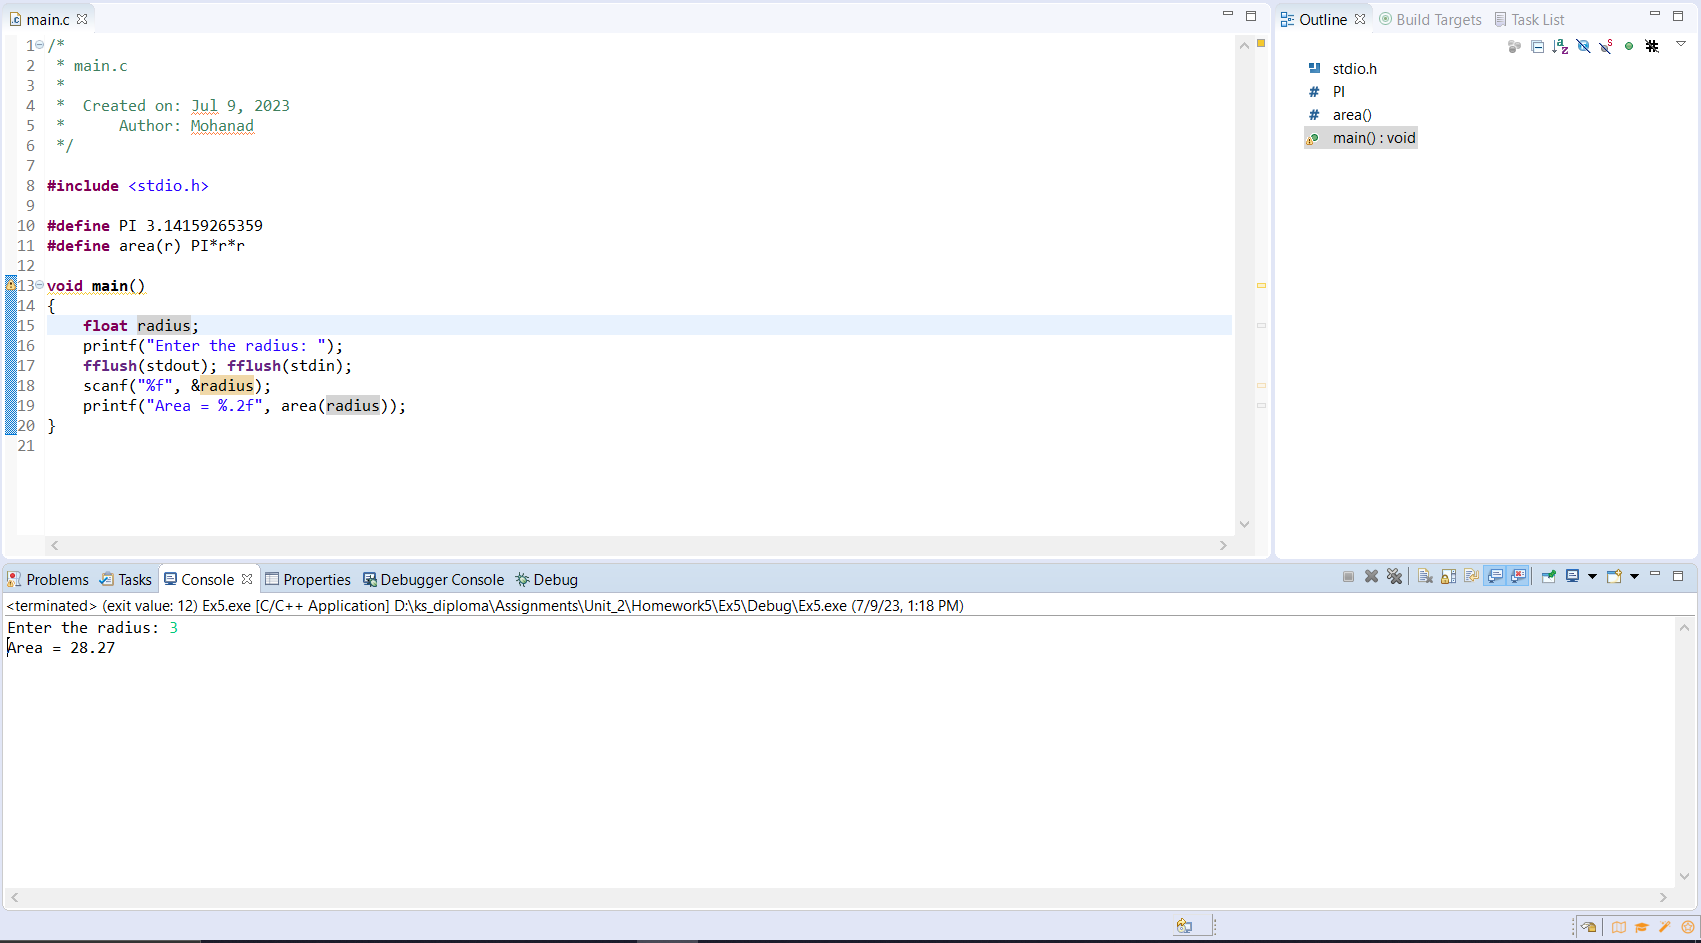 main.c
1 /*
2  * main.c
3  *
4  *  Created on: Jul 9, 2023
5  *      Author: Mohanad
6  */
7
8 #include <stdio.h>
9
10 #define PI 3.14159265359
11 #define area(r) PI*r*r
12
13 void main()
14 {
15     float radius;
16     printf("Enter the radius: ");
17     fflush(stdout); fflush(stdin);
18     scanf("%f", &radius);
19     printf("Area = %.2f", area(radius));
20 }
21
Outline Build Targets Task List
stdio.h
# PI
# area()
main() : void
Problems Tasks Console Properties Debugger Console Debug
<terminated> (exit value: 12) Ex5.exe [C/C++ Application] D:\ks_diploma\Assignments\Unit_2\Homework5\Ex5\Debug\Ex5.exe (7/9/23, 1:18 PM)
Enter the radius: 3
Area = 28.27